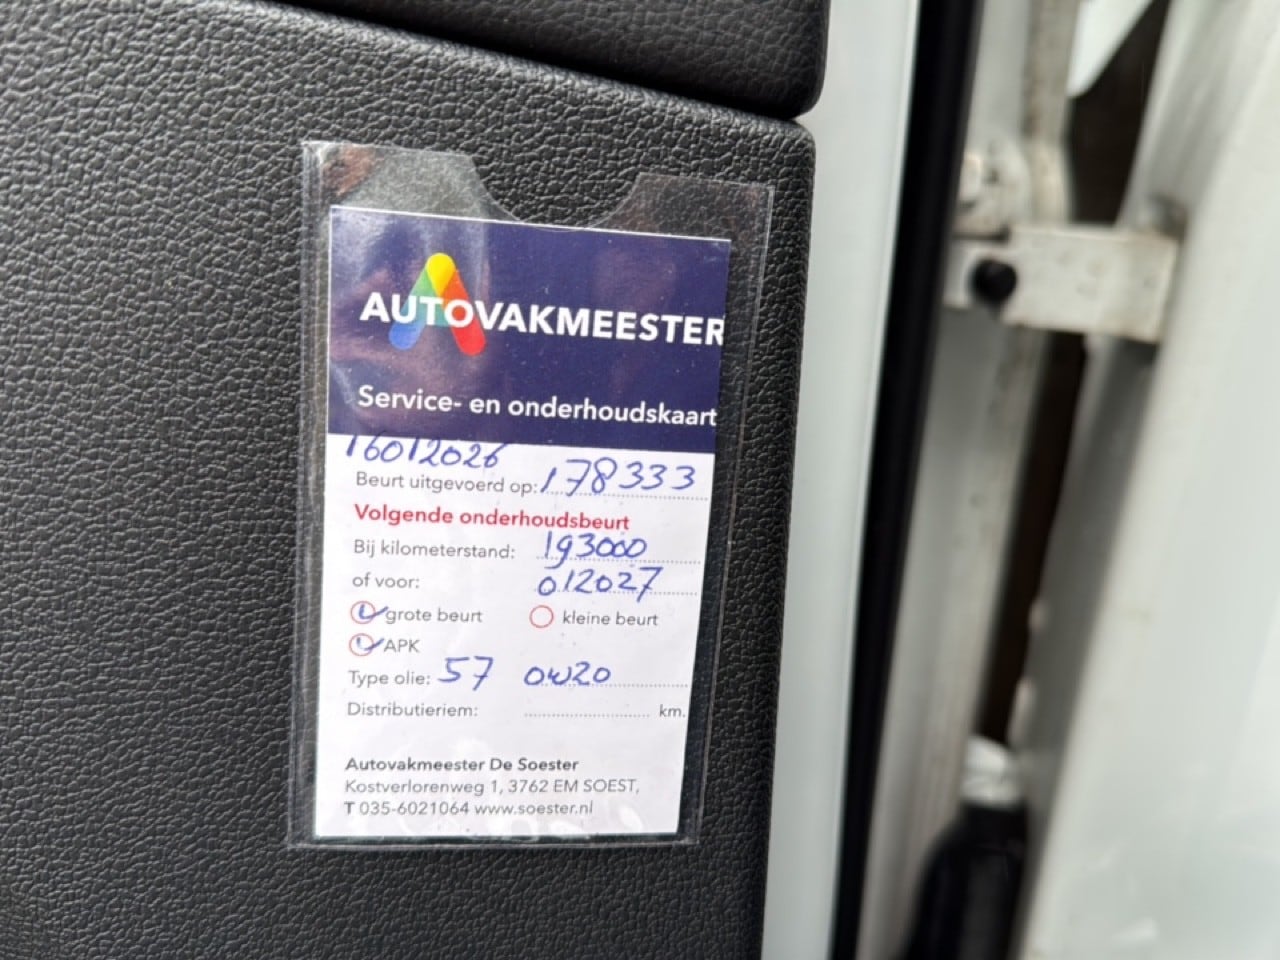 AUTOVAKMEESTER
Service- en onderhoudskaart
16012026
Beurt uitgevoerd op: 178333
Volgende onderhoudsbeurt
Bij kilometerstand: 193000
of voor: 012027
grote beurt kleine beurt
APK
Type olie: 57 0W20
Distributieriem: km.
Autovakmeester De Soester
Kostverlorenweg 1, 3762 EM SOEST,
T 035-6021064 www.soester.nl